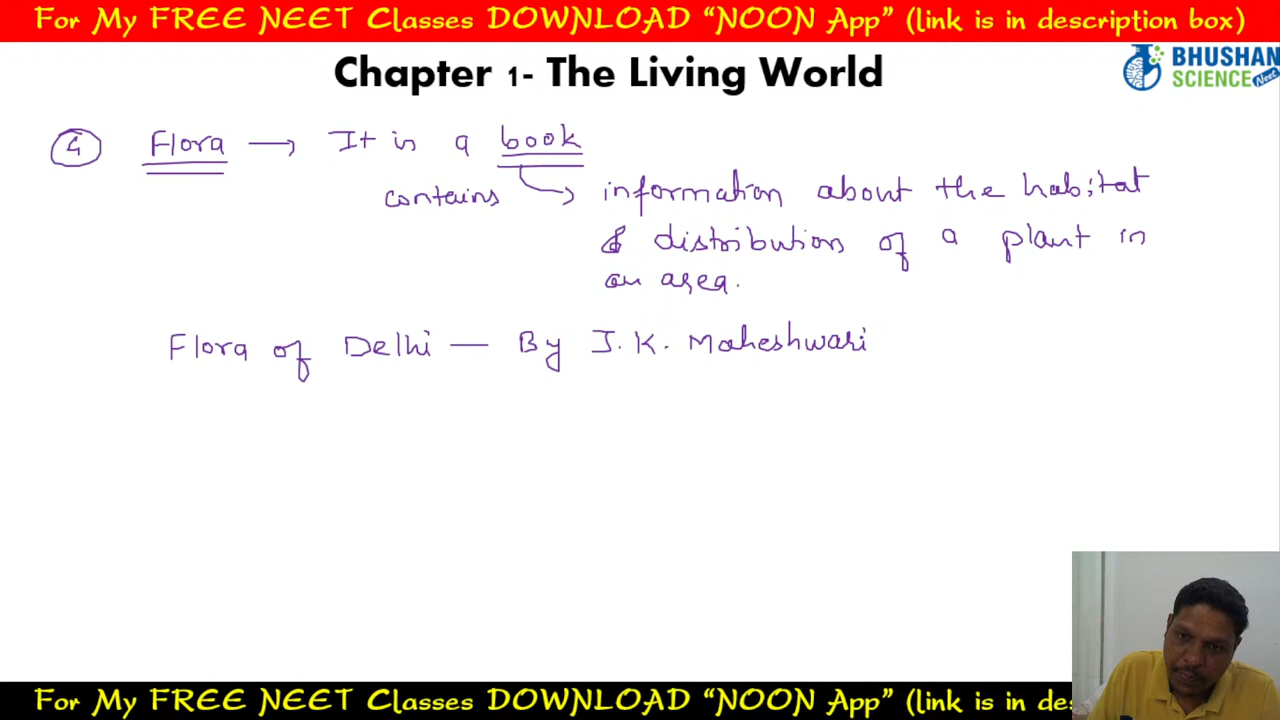 For My FREE NEET Classes DOWNLOAD “NOON App” (link is in description box)
Chapter 1- The Living World
BHUSHAN
SCIENCE Neet
4 Flora → It is a book
contains → information about the habitat
& distribution of a plant in
an area.
Flora of Delhi — By J.K. Maheshwari
For My FREE NEET Classes DOWNLOAD “NOON App” (link is in des